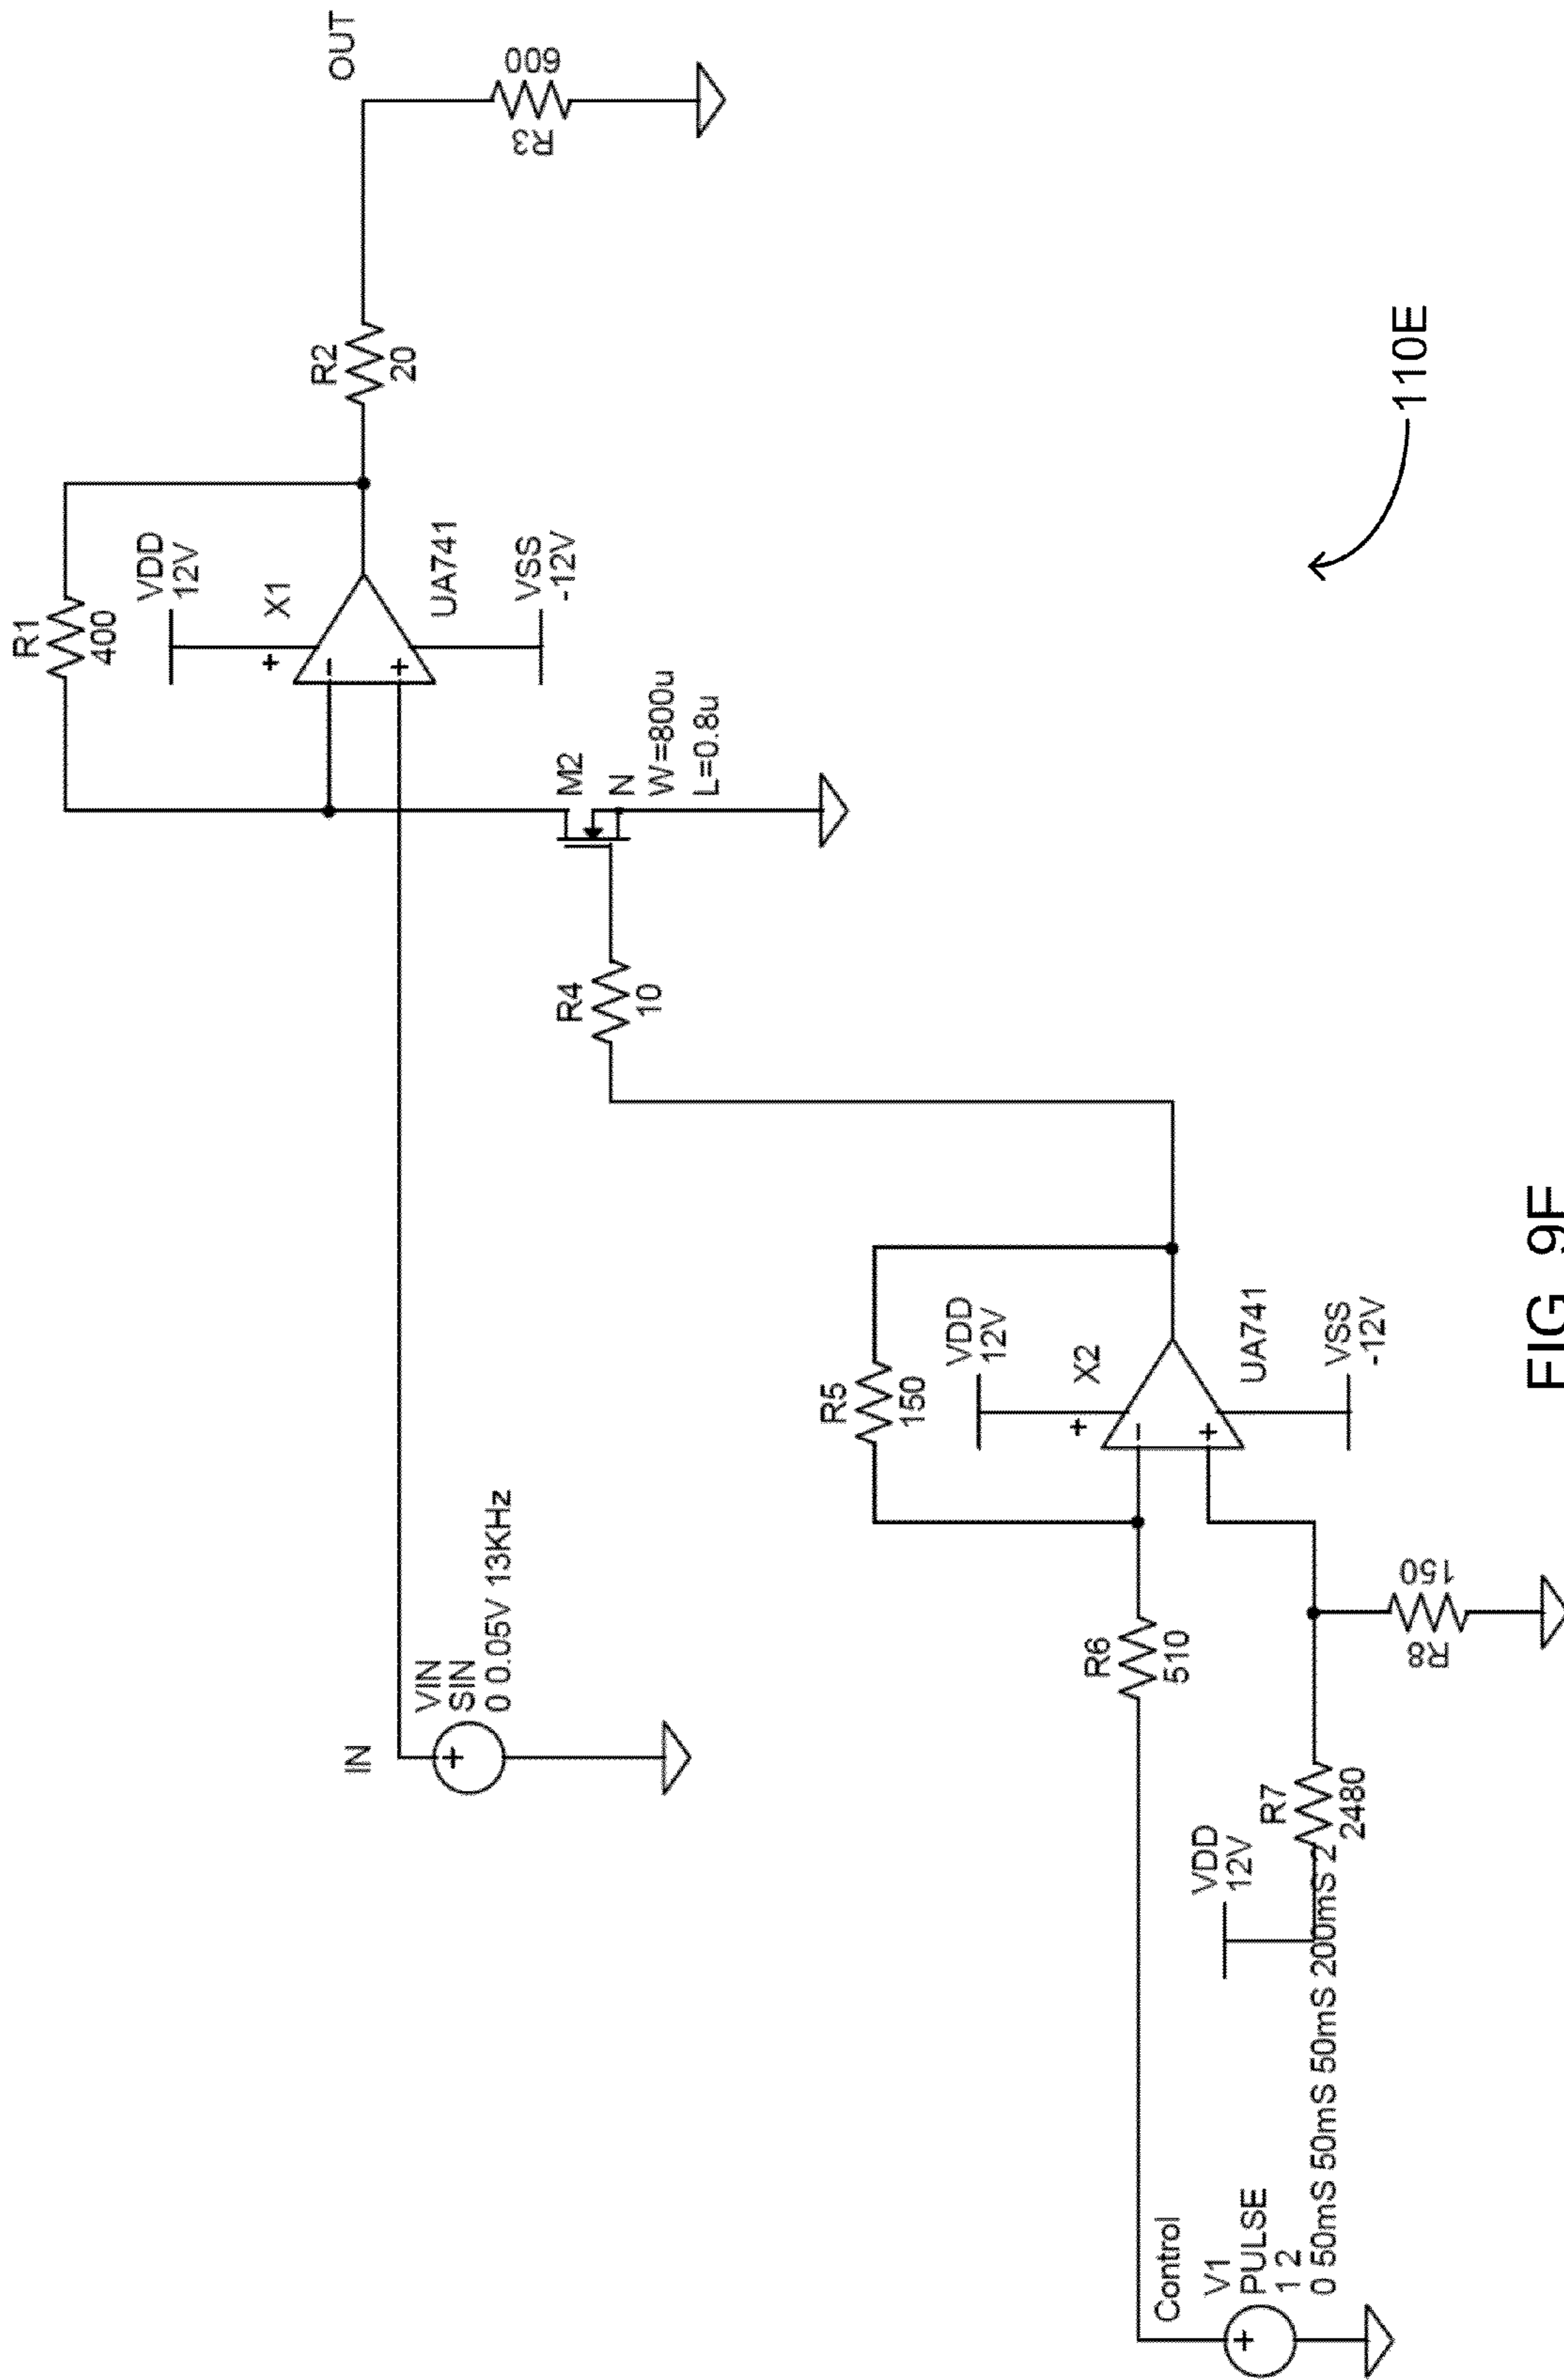 R1
400
VDD
12V
X1
UA741
VSS
-12V
R2
20
OUT
R3
600
IN
VIN
SIN
0 0.05V 13KHz
M2
N
W=800u
L=0.8u
R4
10
R5
150
VDD
12V
X2
UA741
VSS
-12V
R6
510
Control
V1
PULSE
1 2
0 50mS 50mS 50mS 200mS 2
VDD
12V
R7
2480
R8
150
110E
FIG